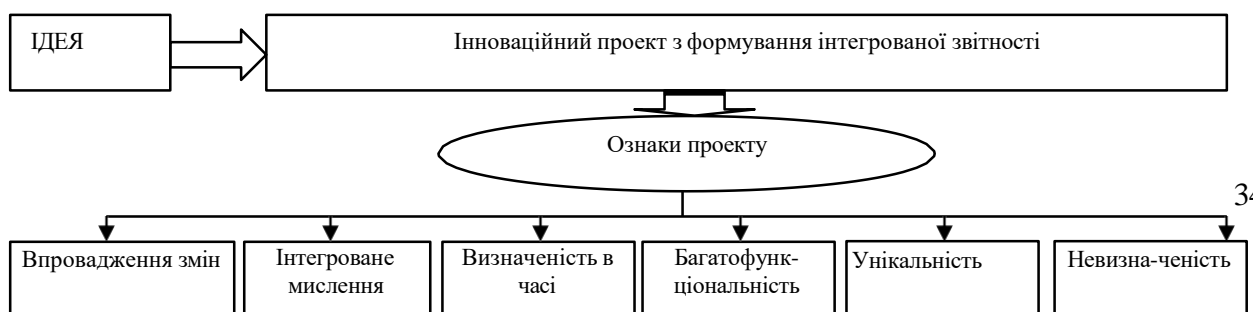 ІДЕЯ
Інноваційний проект з формування інтегрованої звітності
Ознаки проекту
34
Впровадження змін
Інтегроване
мислення
Визначеність в
часі
Багатофунк-
ціональність
Унікальність
Невизна-ченість